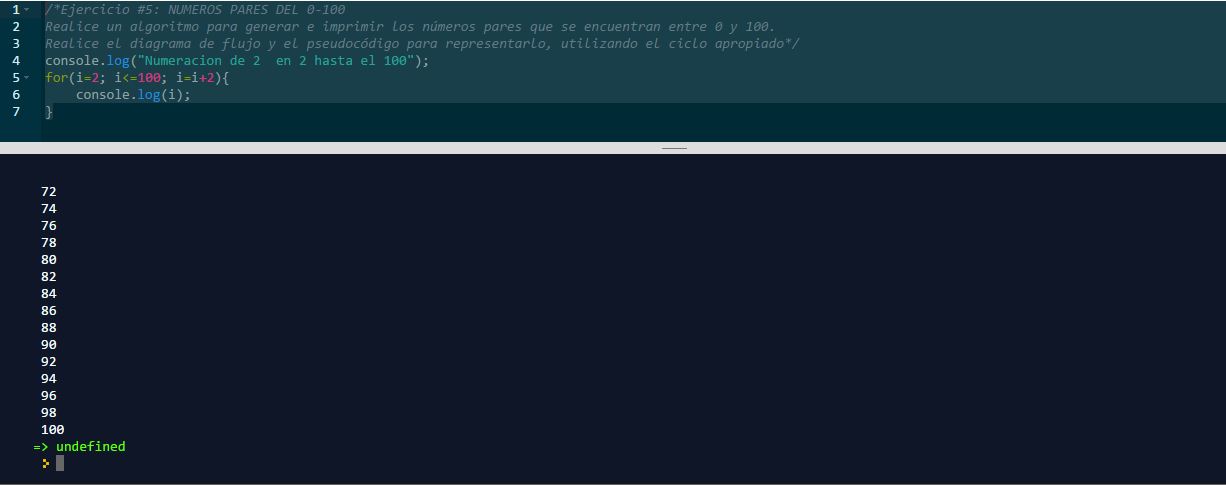 1 /*Ejercicio #5: NUMEROS PARES DEL 0-100
2 Realice un algoritmo para generar e imprimir los números pares que se encuentran entre 0 y 100.
3 Realice el diagrama de flujo y el pseudocódigo para representarlo, utilizando el ciclo apropiado*/
4 console.log("Numeracion de 2  en 2 hasta el 100");
5 for(i=2; i<=100; i=i+2){
6     console.log(i);
7 }
72
74
76
78
80
82
84
86
88
90
92
94
96
98
100
=> undefined
>